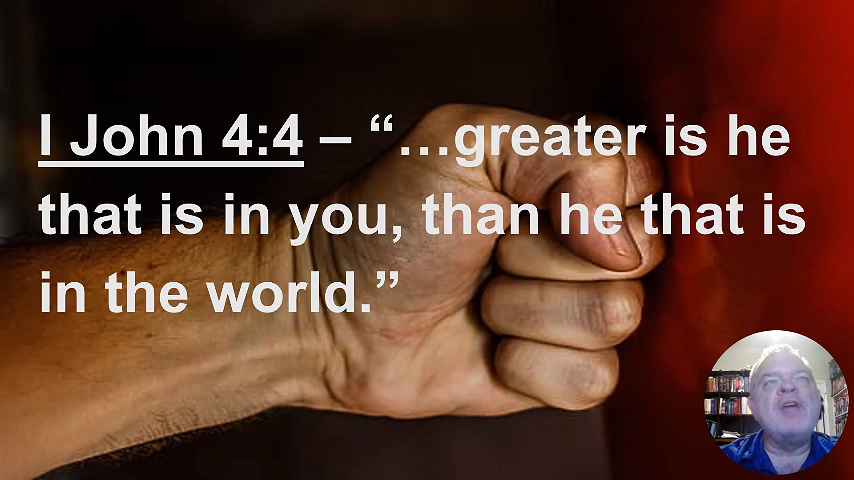 I John 4:4 – “…greater is he
that is in you, than he that is
in the world.”